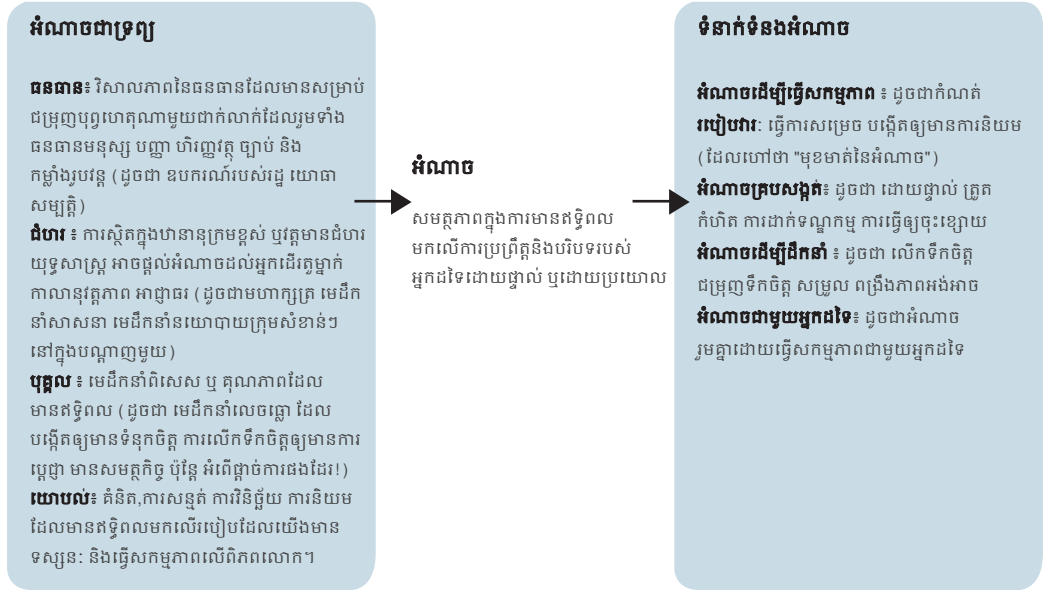 អំណាចជាទ្រព្យ
ធនធាន៖ វិសាលភាពនៃធនធានដែលមានសម្រាប់
ជម្រុញបុព្វហេតុណាមួយជាក់លាក់ដែលរួមទាំង
ធនធានមនុស្ស បញ្ញា ហិរញ្ញវត្ថុ ច្បាប់ និង
កម្លាំងរូបវន្ត (ដូចជា ឧបករណ៍របស់រដ្ឋ យោធា
សម្បត្តិ)
ជំហរ ៖ ការស្ថិតក្នុងឋានានុក្រមខ្ពស់ ឬវត្តមានជំហរ
យុទ្ធសាស្ត្រ អាចផ្តល់អំណាចដល់អ្នកដើរតួម្នាក់
កាលានុវត្តភាព អាជ្ញាធរ (ដូចជាមហាក្សត្រ មេដឹក
នាំសាសនា មេដឹកនាំនយោបាយក្រុមសំខាន់ៗ
នៅក្នុងបណ្តាញមួយ)
បុគ្គល ៖ មេដឹកនាំពិសេស ឬ គុណភាពដែល
មានឥទ្ធិពល (ដូចជា មេដឹកនាំលេចធ្លោ ដែល
បង្កើតឲ្យមានទំនុកចិត្ត ការលើកទឹកចិត្តឲ្យមានការ
ប្តេជ្ញា មានសមត្ថកិច្ច ប៉ុន្តែ អំពើផ្តាច់ការផងដែរ!)
យោបល់៖ គំនិត,ការសន្មត់ ការវិនិច្ឆ័យ ការនិយម
ដែលមានឥទ្ធិពលមកលើរបៀបដែលយើងមាន
ទស្សនៈ និងធ្វើសកម្មភាពលើពិភពលោក។
អំណាច
សមត្ថភាពក្នុងការមានឥទ្ធិពល
មកលើការប្រព្រឹត្តនិងបរិបទរបស់
អ្នកដទៃដោយផ្ទាល់ ឬដោយប្រយោល
ទំនាក់ទំនងអំណាច
អំណាចដើម្បីធ្វើសកម្មភាព ៖ ដូចជាកំណត់
របៀបវារៈ ធ្វើការសម្រេច បង្កើតឲ្យមានការនិយម
(ដែលហៅថា "មុខមាត់នៃអំណាច")
អំណាចគ្របសង្កត់៖ ដូចជា ដោយផ្ទាល់ ត្រួត
កំហិត ការដាក់ទណ្ឌកម្ម ការធ្វើឲ្យចុះខ្សោយ
អំណាចដើម្បីដឹកនាំ ៖ ដូចជា លើកទឹកចិត្ត
ជម្រុញទឹកចិត្ត សម្រួល ពង្រឹងភាពអង់អាច
អំណាចជាមួយអ្នកដទៃ៖ ដូចជាអំណាច
រួមគ្នាដោយធ្វើសកម្មភាពជាមួយអ្នកដទៃ